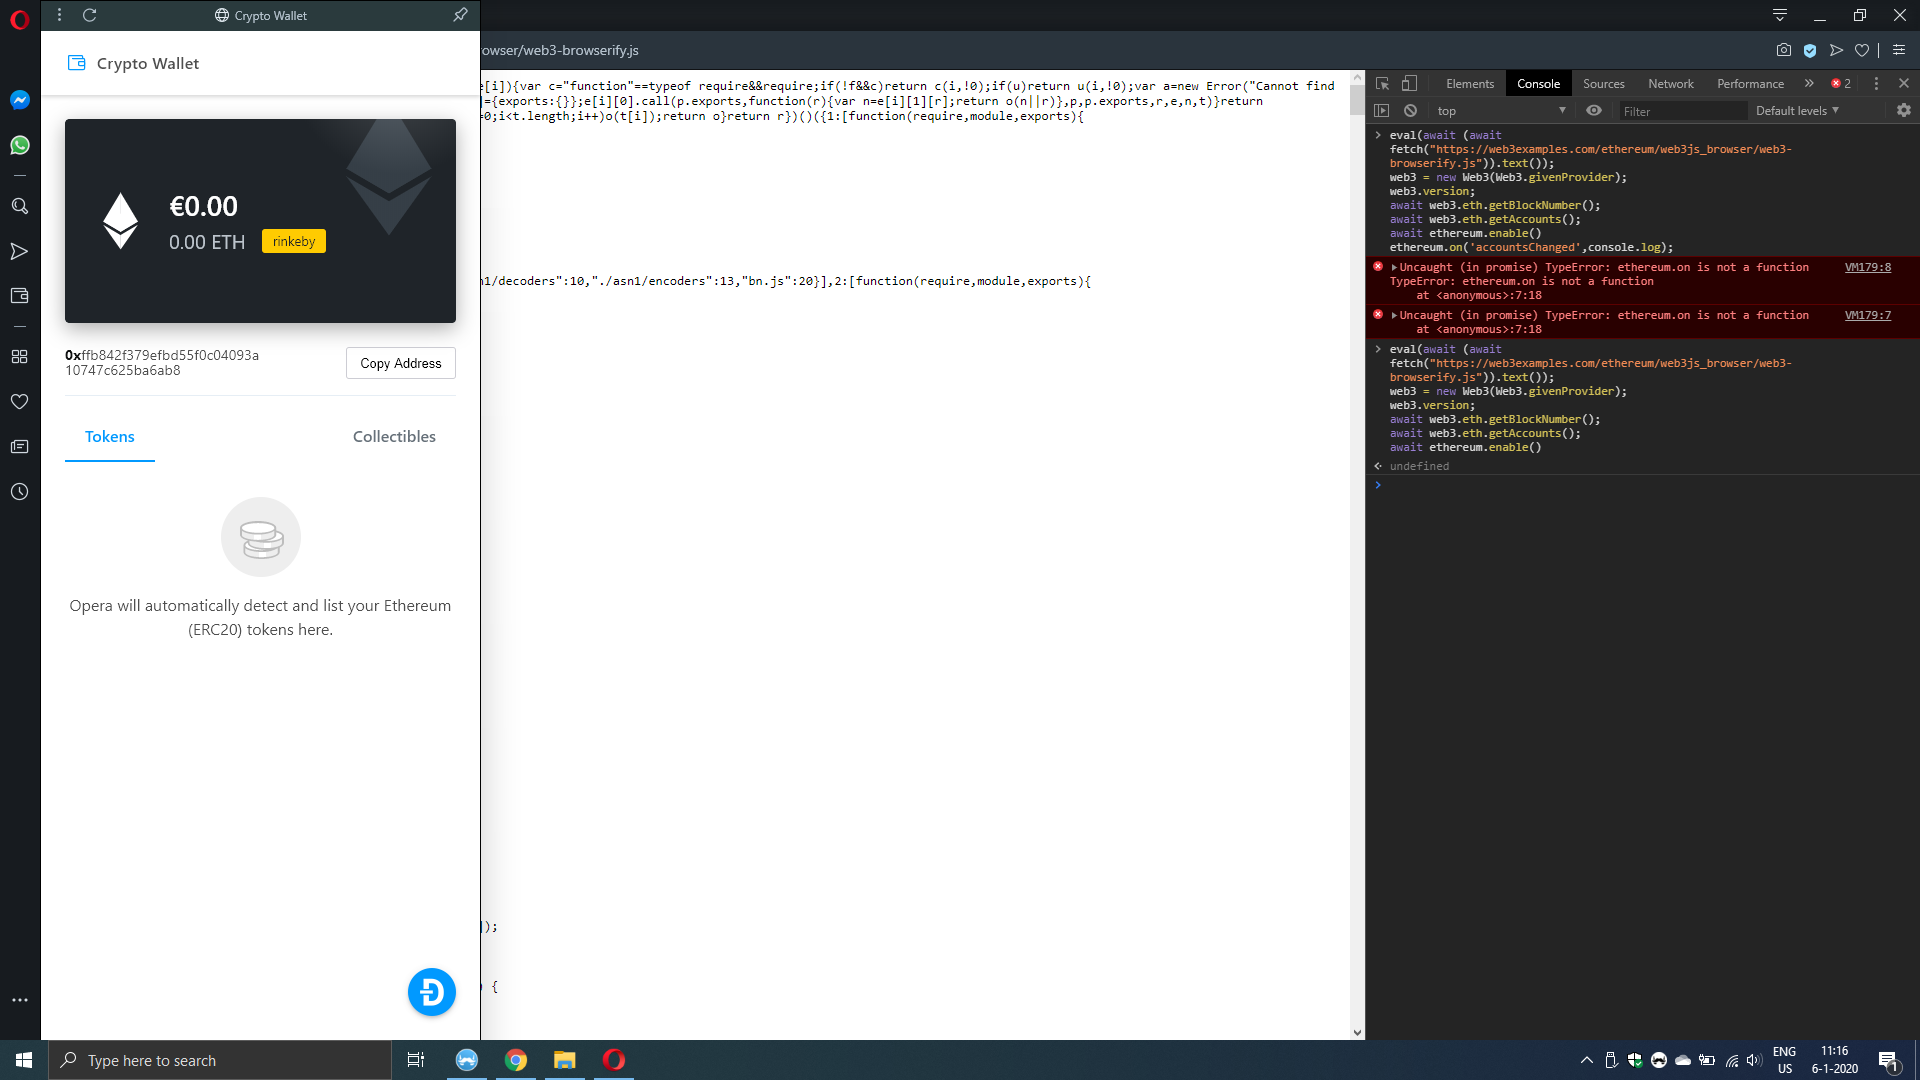 Crypto Wallet
Crypto Wallet
€0.00
0.00 ETH
rinkeby
0xffb842f379efbd55f0c04093a
10747c625ba6ab8
Copy Address
Tokens
Collectibles
Opera will automatically detect and list your Ethereum
(ERC20) tokens here.
owser/web3-browserify.js
e[i]){var c="function"==typeof require&&require;if(!f&&c)return c(i,!0);if(u)return u(i,!0);var a=new Error("Cannot find
]={exports:{}};e[i][0].call(p.exports,function(r){var n=e[i][1][r];return o(n||r)},p,p.exports,r,e,n,t)}return
=0;i<t.length;i++)o(t[i]);return o}return r})()({1:[function(require,module,exports){
n1/decoders":10,"./asn1/encoders":13,"bn.js":20}],2:[function(require,module,exports){
]);
) {
Elements
Console
Sources
Network
Performance
»
2
top
Filter
Default levels
eval(await (await
fetch("https://web3examples.com/ethereum/web3js_browser/web3-
browserify.js")).text());
web3 = new Web3(Web3.givenProvider);
web3.version;
await web3.eth.getBlockNumber();
await web3.eth.getAccounts();
await ethereum.enable()
ethereum.on('accountsChanged',console.log);
Uncaught (in promise) TypeError: ethereum.on is not a function VM179:8
TypeError: ethereum.on is not a function
at <anonymous>:7:18
Uncaught (in promise) TypeError: ethereum.on is not a function VM179:7
at <anonymous>:7:18
eval(await (await
fetch("https://web3examples.com/ethereum/web3js_browser/web3-
browserify.js")).text());
web3 = new Web3(Web3.givenProvider);
web3.version;
await web3.eth.getBlockNumber();
await web3.eth.getAccounts();
await ethereum.enable()
undefined
Type here to search
ENG
US
11:16
6-1-2020
1